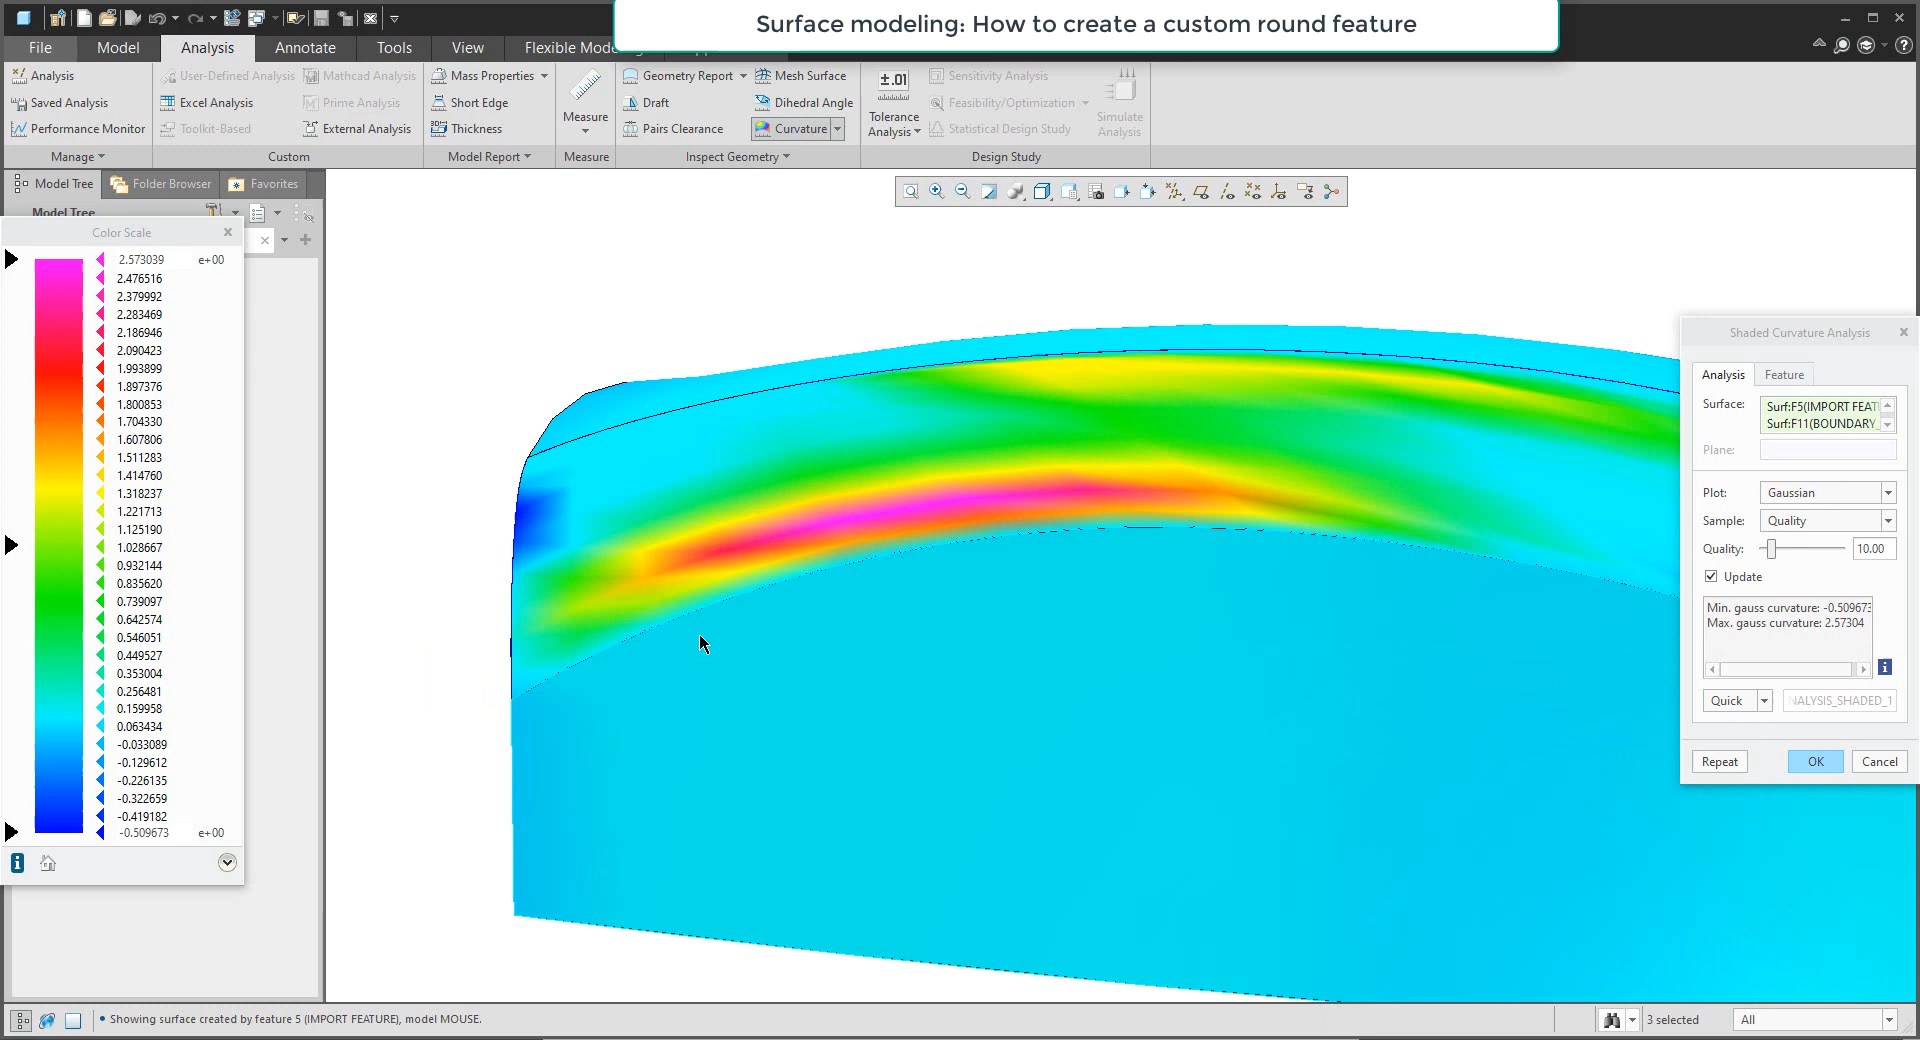 Surface modeling: How to create a custom round feature
File
Model
Analysis
Annotate
Tools
View
Analysis
Saved Analysis
Performance Monitor
Manage
User-Defined Analysis
Mathcad Analysis
Excel Analysis
Prime Analysis
Toolkit-Based
External Analysis
Custom
Mass Properties
Short Edge
Thickness
Model Report
Measure
Measure
Geometry Report
Mesh Surface
Draft
Dihedral Angle
Pairs Clearance
Curvature
Inspect Geometry
±.01
Tolerance
Analysis
Sensitivity Analysis
Feasibility/Optimization
Statistical Design Study
Simulate
Analysis
Design Study
Model Tree
Folder Browser
Favorites
Model Tree
Color Scale
2.573039 e+00
2.476516
2.379992
2.283469
2.186946
2.090423
1.993899
1.897376
1.800853
1.704330
1.607806
1.511283
1.414760
1.318237
1.221713
1.125190
1.028667
0.932144
0.835620
0.739097
0.642574
0.546051
0.449527
0.353004
0.256481
0.159958
0.063434
-0.033089
-0.129612
-0.226135
-0.322659
-0.419182
-0.509673 e+00
Shaded Curvature Analysis
Analysis
Feature
Surface:
Surf:F5(IMPORT FEAT
Surf:F11(BOUNDARY_
Plane:
Plot:
Gaussian
Sample:
Quality
Quality:
10.00
Update
Min. gauss curvature: -0.509673
Max. gauss curvature: 2.57304
Quick
NALYSIS_SHADED_1
Repeat
OK
Cancel
Showing surface created by feature 5 (IMPORT FEATURE), model MOUSE.
3 selected
All